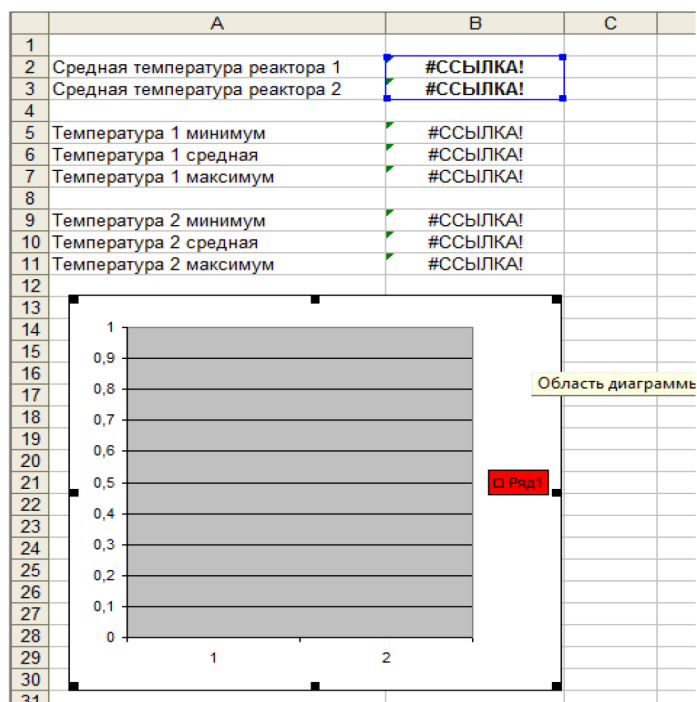 A B C
1
2 Средная температура реактора 1 #ССЫЛКА!
3 Средная температура реактора 2 #ССЫЛКА!
4
5 Температура 1 минимум #ССЫЛКА!
6 Температура 1 средная #ССЫЛКА!
7 Температура 1 максимум #ССЫЛКА!
8
9 Температура 2 минимум #ССЫЛКА!
10 Температура 2 средная #ССЫЛКА!
11 Температура 2 максимум #ССЫЛКА!
12
13
14 1
15 0,9
16
17 0,8 Область диаграммы
18 0,7
19
20 0,6
21 0,5 Ряд1
22
23 0,4
24 0,3
25
26 0,2
27 0,1
28 0
29 1 2
30
31